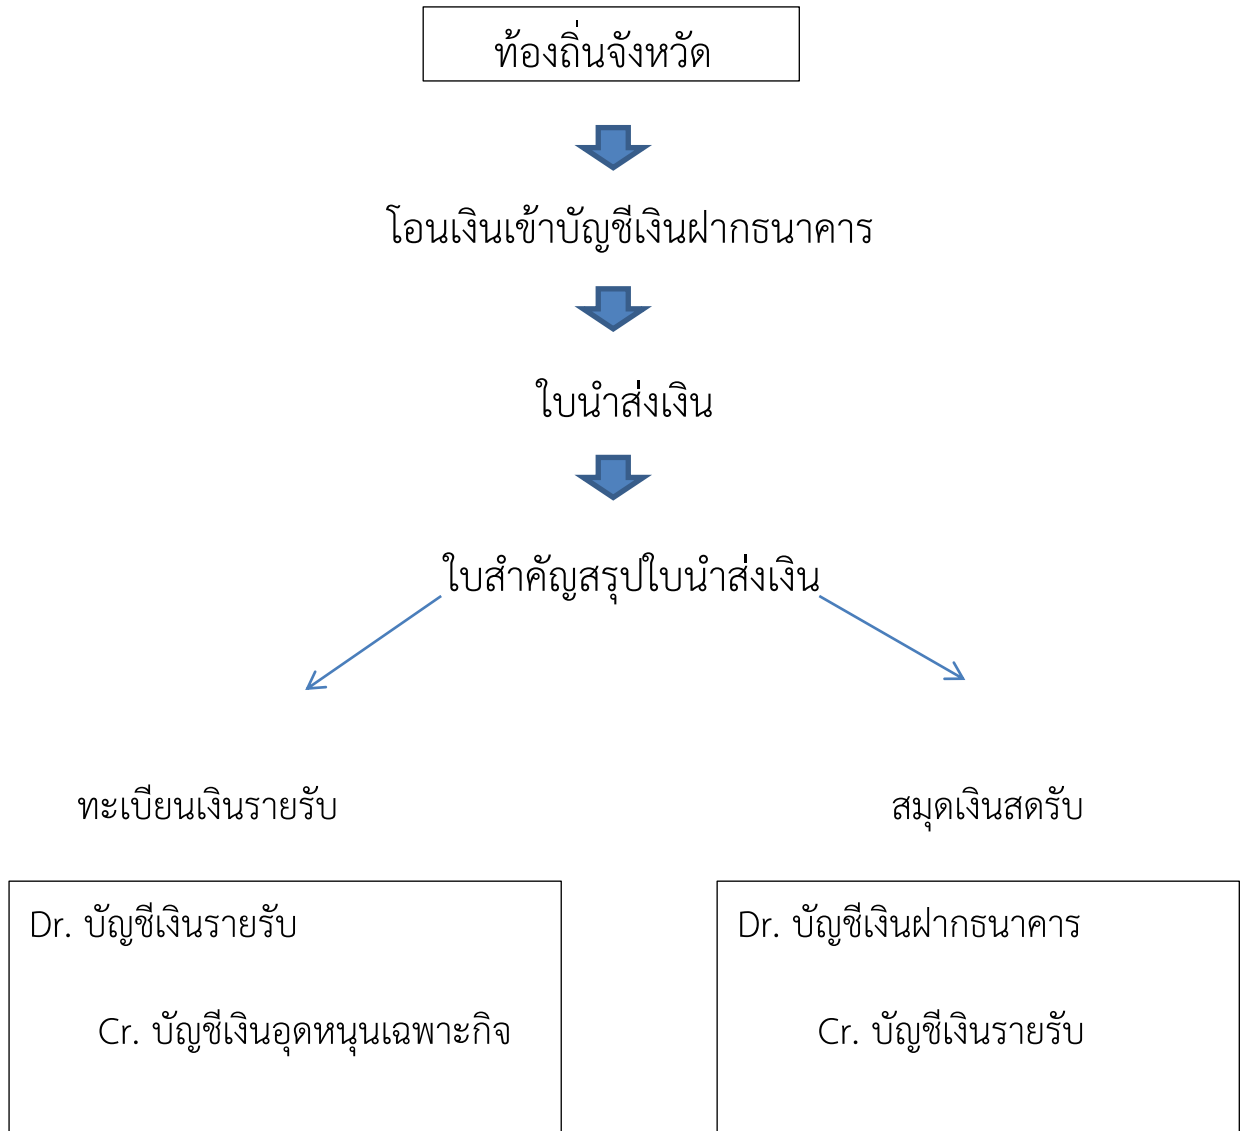 ท้องถิ่นจังหวัด
โอนเงินเข้าบัญชีเงินฝากธนาคาร
ใบนำส่งเงิน
ใบสำคัญสรุปใบนำส่งเงิน
ทะเบียนเงินรายรับ
สมุดเงินสดรับ
Dr. บัญชีเงินรายรับ
Cr. บัญชีเงินอุดหนุนเฉพาะกิจ
Dr. บัญชีเงินฝากธนาคาร
Cr. บัญชีเงินรายรับ